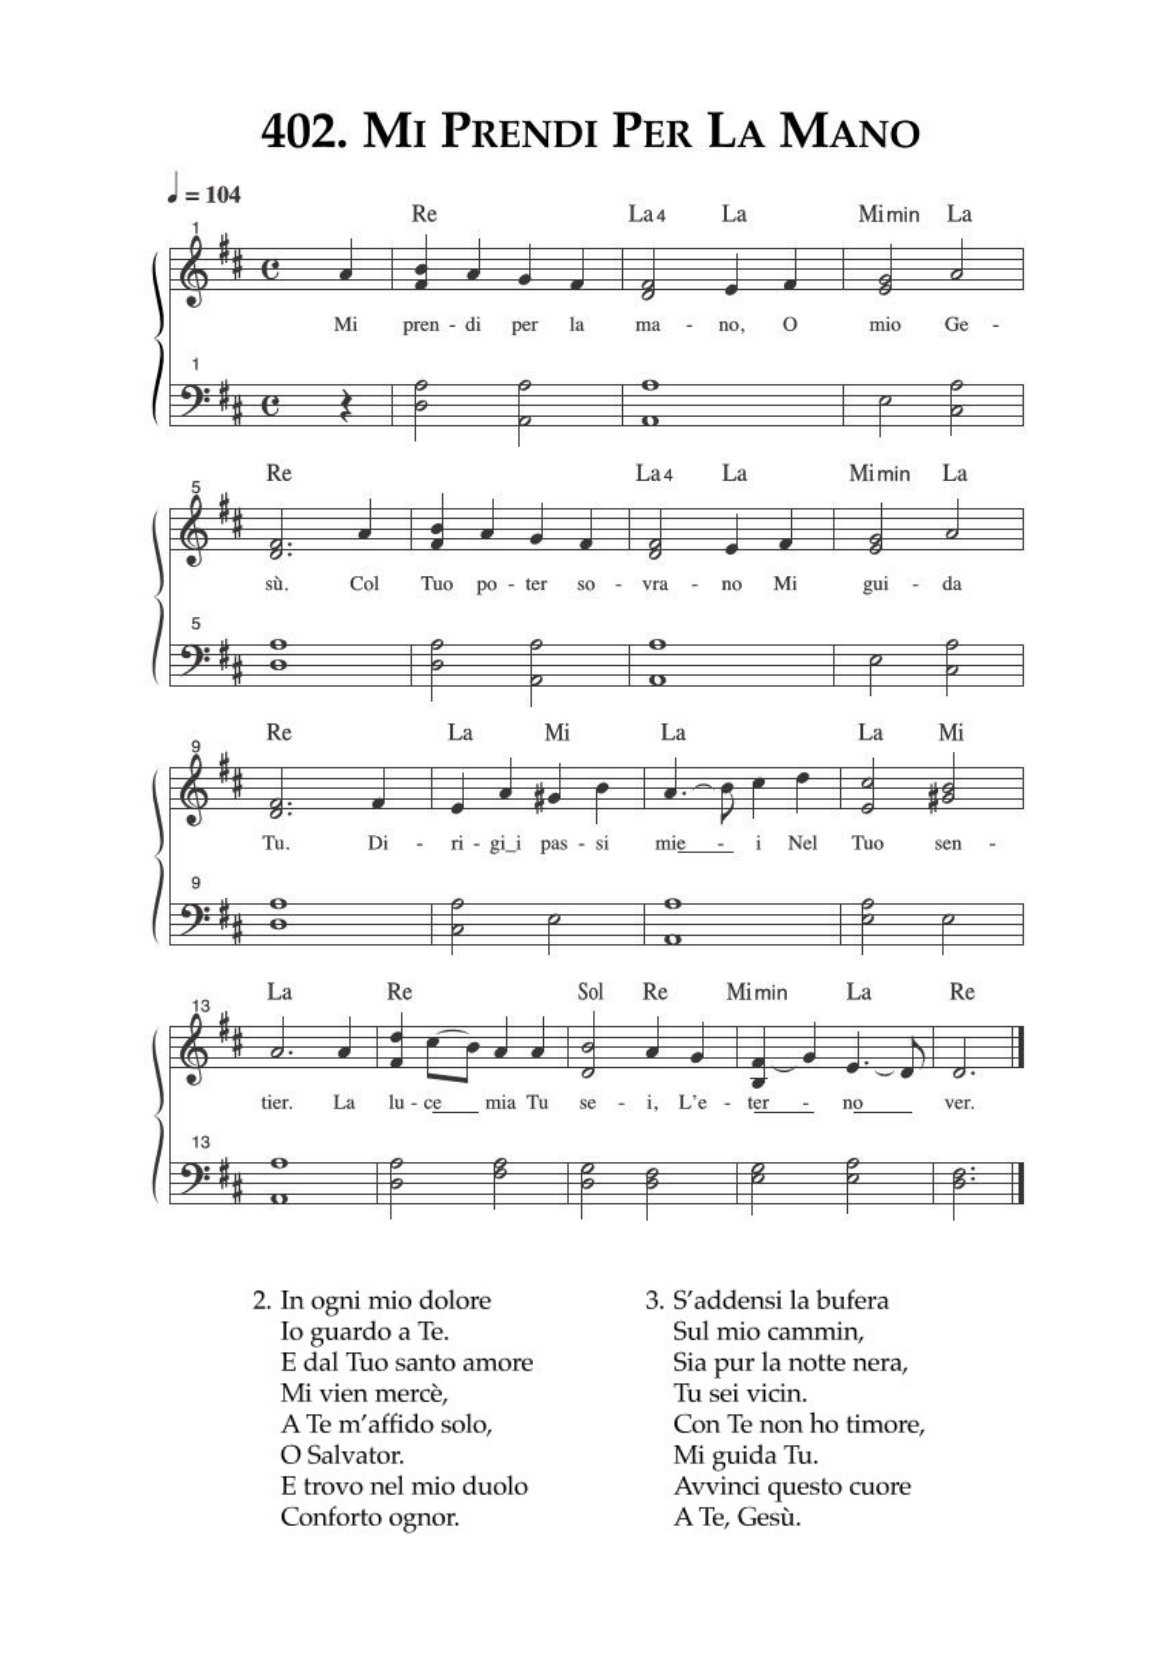 402. Mi Prendi Per La Mano
= 104
Re La4 La Mimin La
1
Mi pren - di per la ma - no, O mio Ge -
1
Re La4 La Mimin La
5
sù. Col Tuo po - ter so - vra - no Mi gui - da
5
Re La Mi La La Mi
9
Tu. Di - ri - gi_i pas - si mie - i Nel Tuo sen -
9
La Re Sol Re Mimin La Re
13
tier. La lu - ce mia Tu se - i, L'e - ter - no ver.
13
2. In ogni mio dolore
Io guardo a Te.
E dal Tuo santo amore
Mi vien mercè,
A Te m'affido solo,
O Salvator.
E trovo nel mio duolo
Conforto ognor.
3. S'addensi la bufera
Sul mio cammin,
Sia pur la notte nera,
Tu sei vicin.
Con Te non ho timore,
Mi guida Tu.
Avvinci questo cuore
A Te, Gesù.